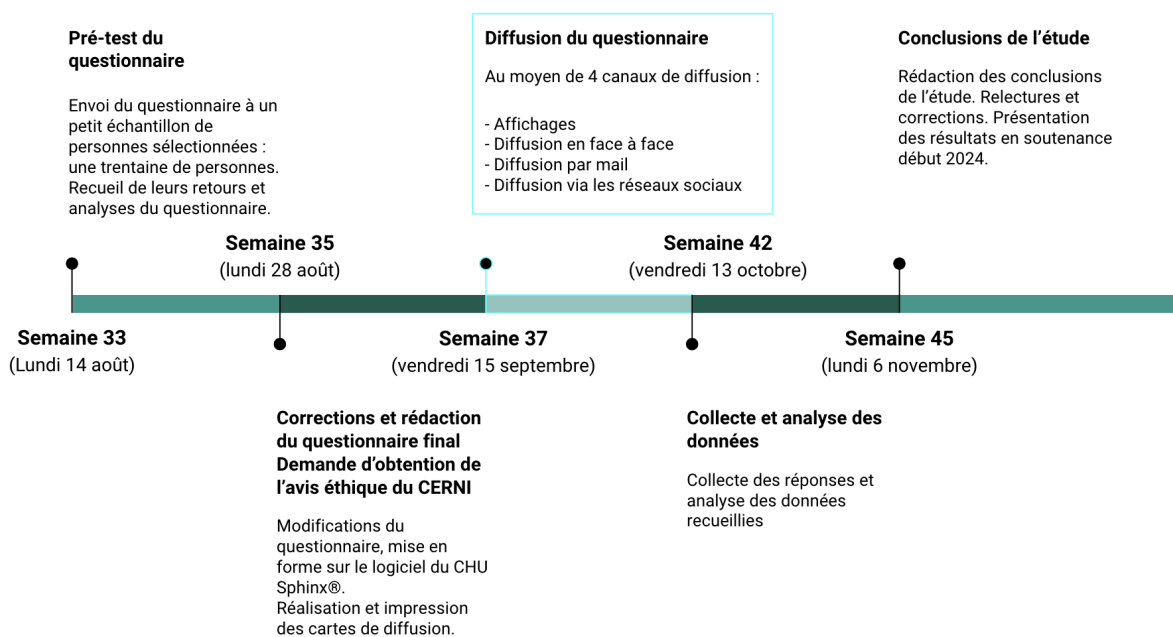 Pré-test du
questionnaire
Envoi du questionnaire à un
petit échantillon de
personnes sélectionnées :
une trentaine de personnes.
Recueil de leurs retours et
analyses du questionnaire.
Diffusion du questionnaire
Au moyen de 4 canaux de diffusion :
- Affichages
- Diffusion en face à face
- Diffusion par mail
- Diffusion via les réseaux sociaux
Conclusions de l’étude
Rédaction des conclusions
de l’étude. Relectures et
corrections. Présentation
des résultats en soutenance
début 2024.
Semaine 35
(lundi 28 août)
Semaine 42
(vendredi 13 octobre)
Semaine 33
(Lundi 14 août)
Semaine 37
(vendredi 15 septembre)
Semaine 45
(lundi 6 novembre)
Corrections et rédaction
du questionnaire final
Demande d’obtention de
l’avis éthique du CERNI
Modifications du
questionnaire, mise en
forme sur le logiciel du CHU
Sphinx®.
Réalisation et impression
des cartes de diffusion.
Collecte et analyse des
données
Collecte des réponses et
analyse des données
recueillies